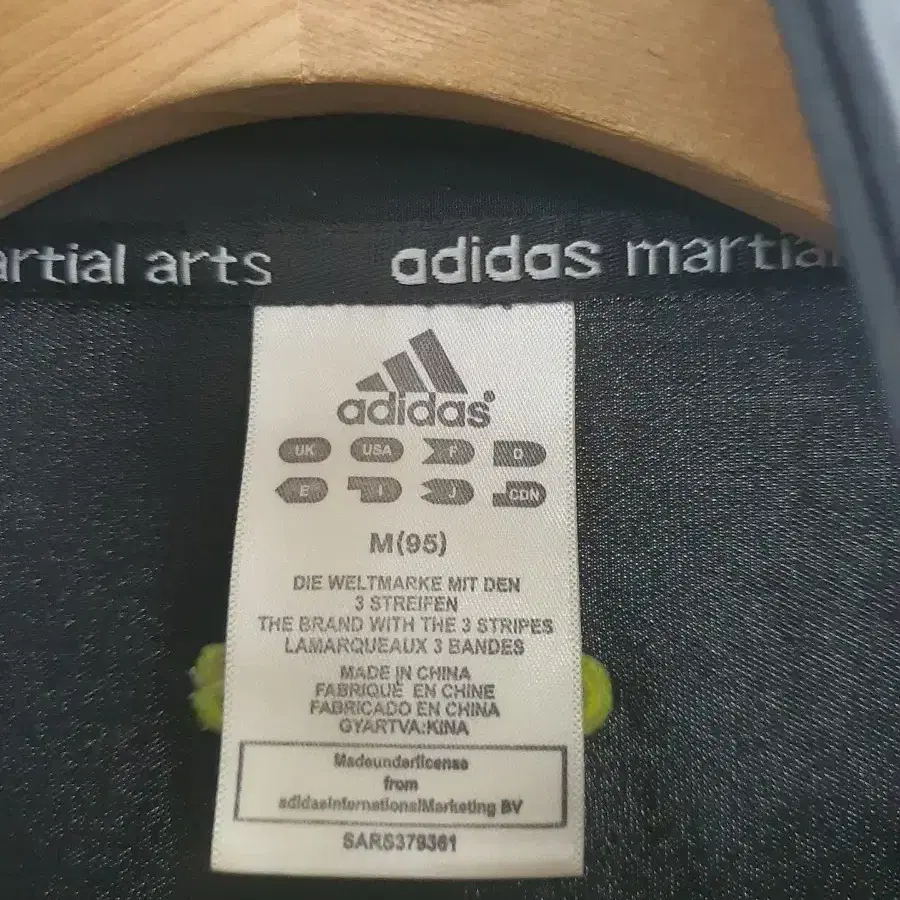 artial arts adidas martia
adidas
UK USA F D
E I J CDN
M(95)
DIE WELTMARKE MIT DEN
3 STREIFEN
THE BRAND WITH THE 3 STRIPES
LAMARQUEAUX 3 BANDES
MADE IN CHINA
FABRIQUÈ EN CHINE
FABRICADO EN CHINA
GYARTVA:KINA
Madeunderlicense
from
adidasInternationalMarketing BV
SARS379361